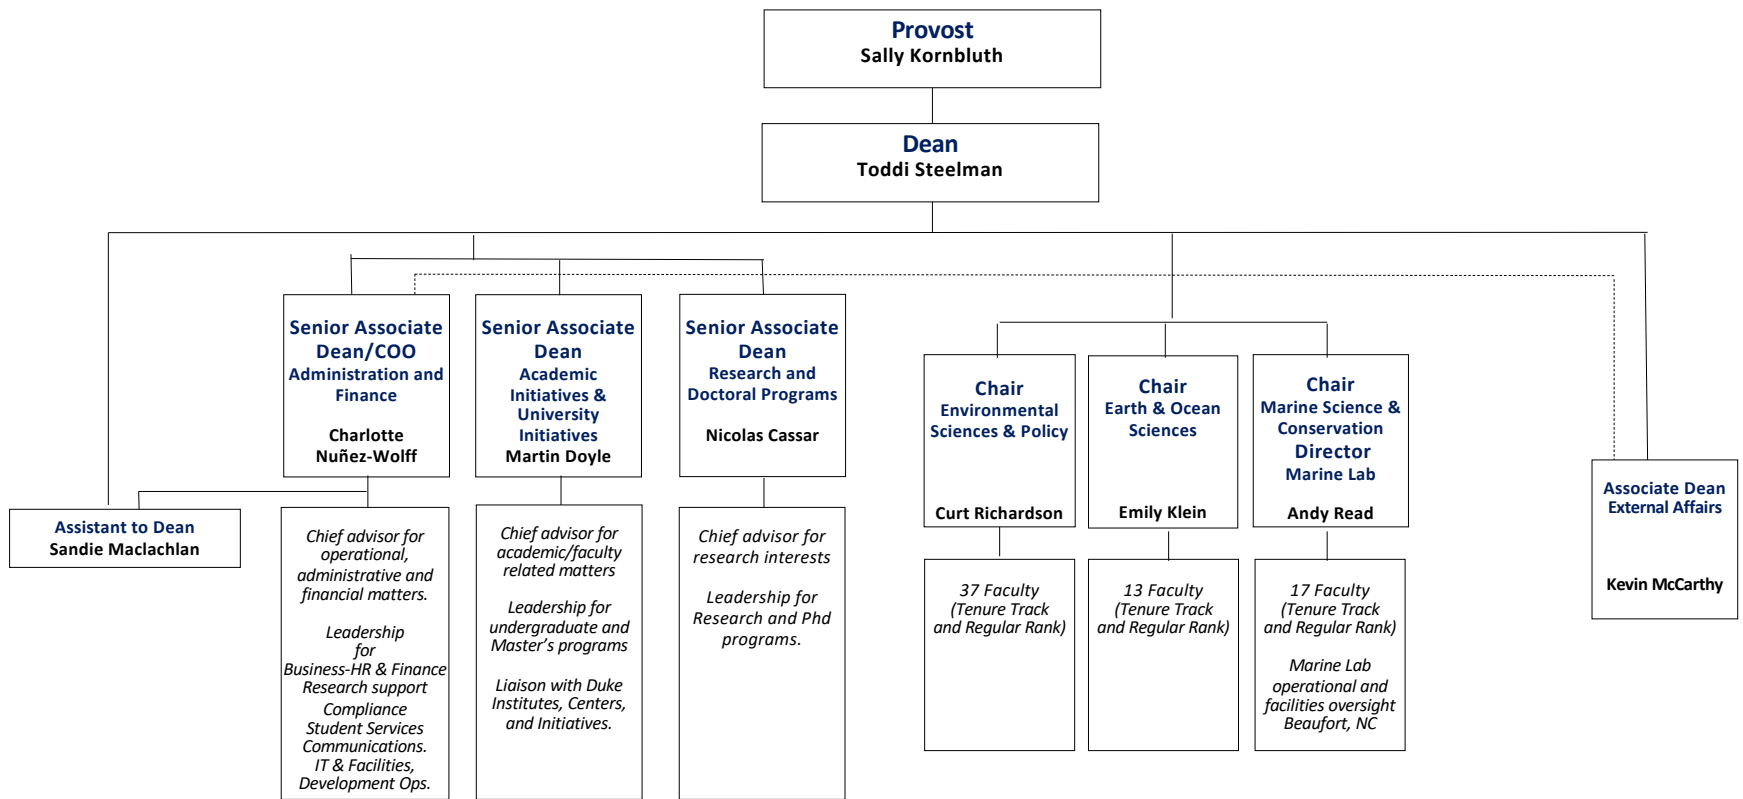 Provost
Sally Kornbluth
Dean
Toddi Steelman
Senior Associate
Dean/COO
Administration and
Finance
Charlotte
Nuñez-Wolff
Senior Associate
Dean
Academic
Initiatives &
University
Initiatives
Martin Doyle
Senior Associate
Dean
Research and
Doctoral Programs
Nicolas Cassar
Chair
Environmental
Sciences & Policy
Curt Richardson
Chair
Earth & Ocean
Sciences
Emily Klein
Chair
Marine Science &
Conservation
Director
Marine Lab
Andy Read
Associate Dean
External Affairs
Kevin McCarthy
Assistant to Dean
Sandie Maclachlan
Chief advisor for
operational,
administrative and
financial matters.
Leadership
for
Business-HR & Finance
Research support
Compliance
Student Services
Communications.
IT & Facilities,
Development Ops.
Chief advisor for
academic/faculty
related matters
Leadership for
undergraduate and
Master's programs
Liaison with Duke
Institutes, Centers,
and Initiatives.
Chief advisor for
research interests
Leadership for
Research and Phd
programs.
37 Faculty
(Tenure Track
and Regular Rank)
13 Faculty
(Tenure Track
and Regular Rank)
17 Faculty
(Tenure Track
and Regular Rank)
Marine Lab
operational and
facilities oversight
Beaufort, NC